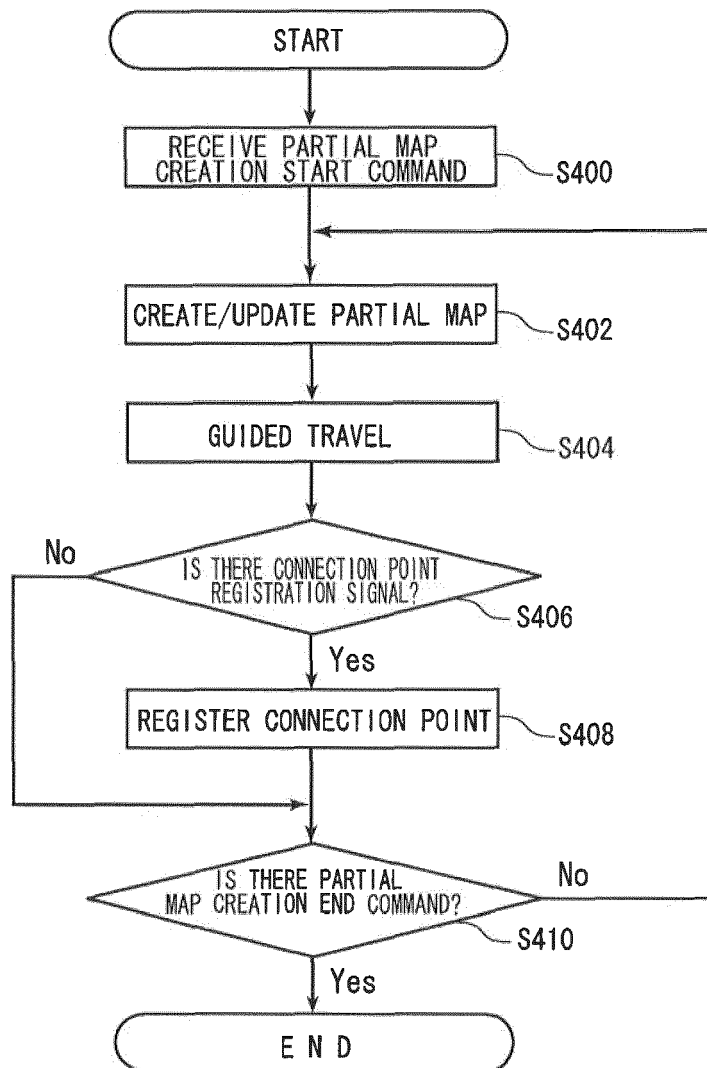 START
RECEIVE PARTIAL MAP
CREATION START COMMAND
S400
CREATE/UPDATE PARTIAL MAP
S402
GUIDED TRAVEL
S404
No
IS THERE CONNECTION POINT
REGISTRATION SIGNAL?
S406
Yes
REGISTER CONNECTION POINT
S408
IS THERE PARTIAL
MAP CREATION END COMMAND?
No
S410
Yes
E N D